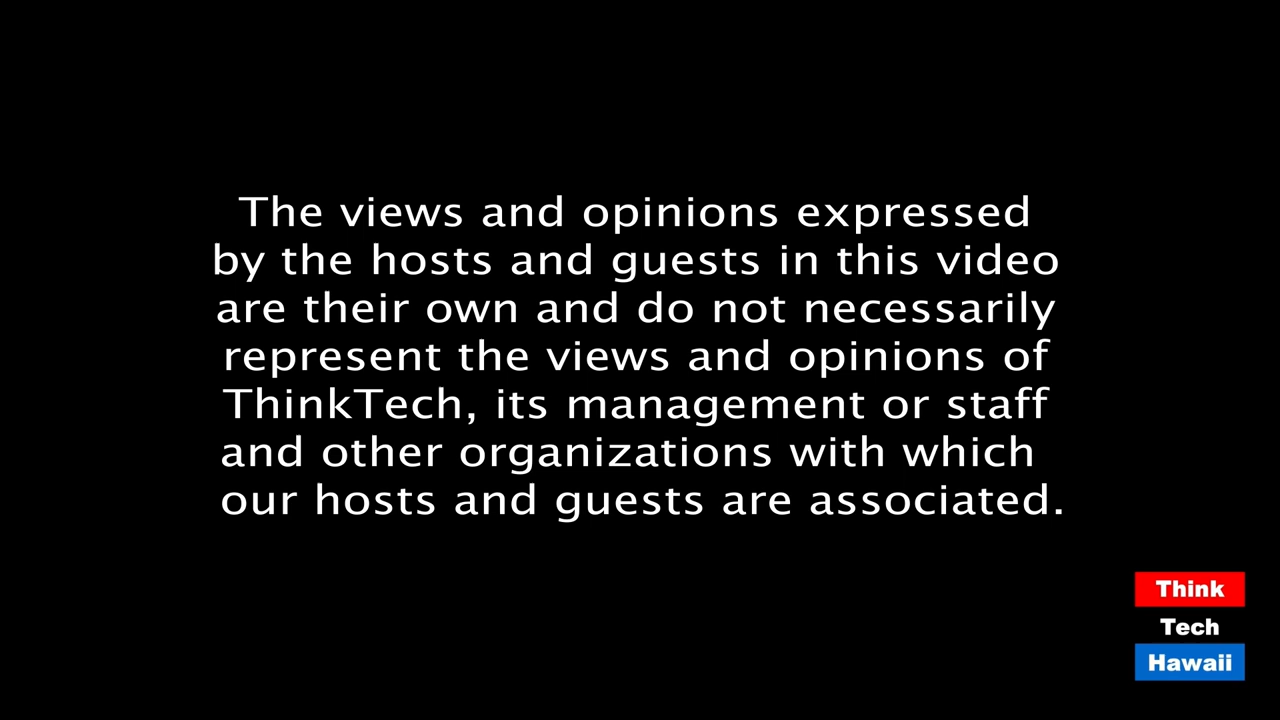 The views and opinions expressed
by the hosts and guests in this video
are their own and do not necessarily
represent the views and opinions of
ThinkTech, its management or staff
and other organizations with which
our hosts and guests are associated.
Think
Tech
Hawaii